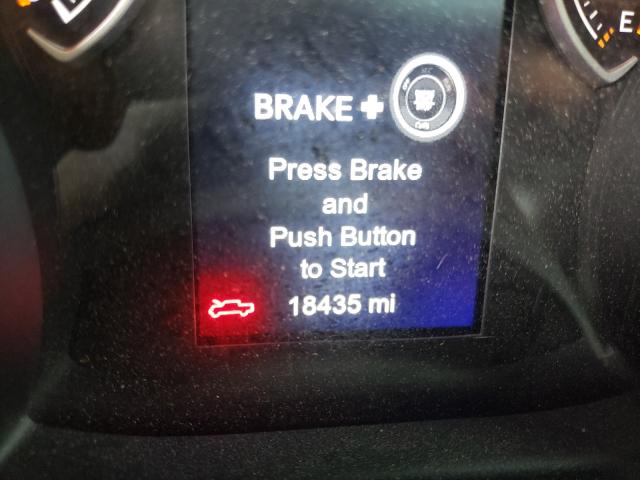 E
BRAKE +
Press Brake
and
Push Button
to Start
18435 mi